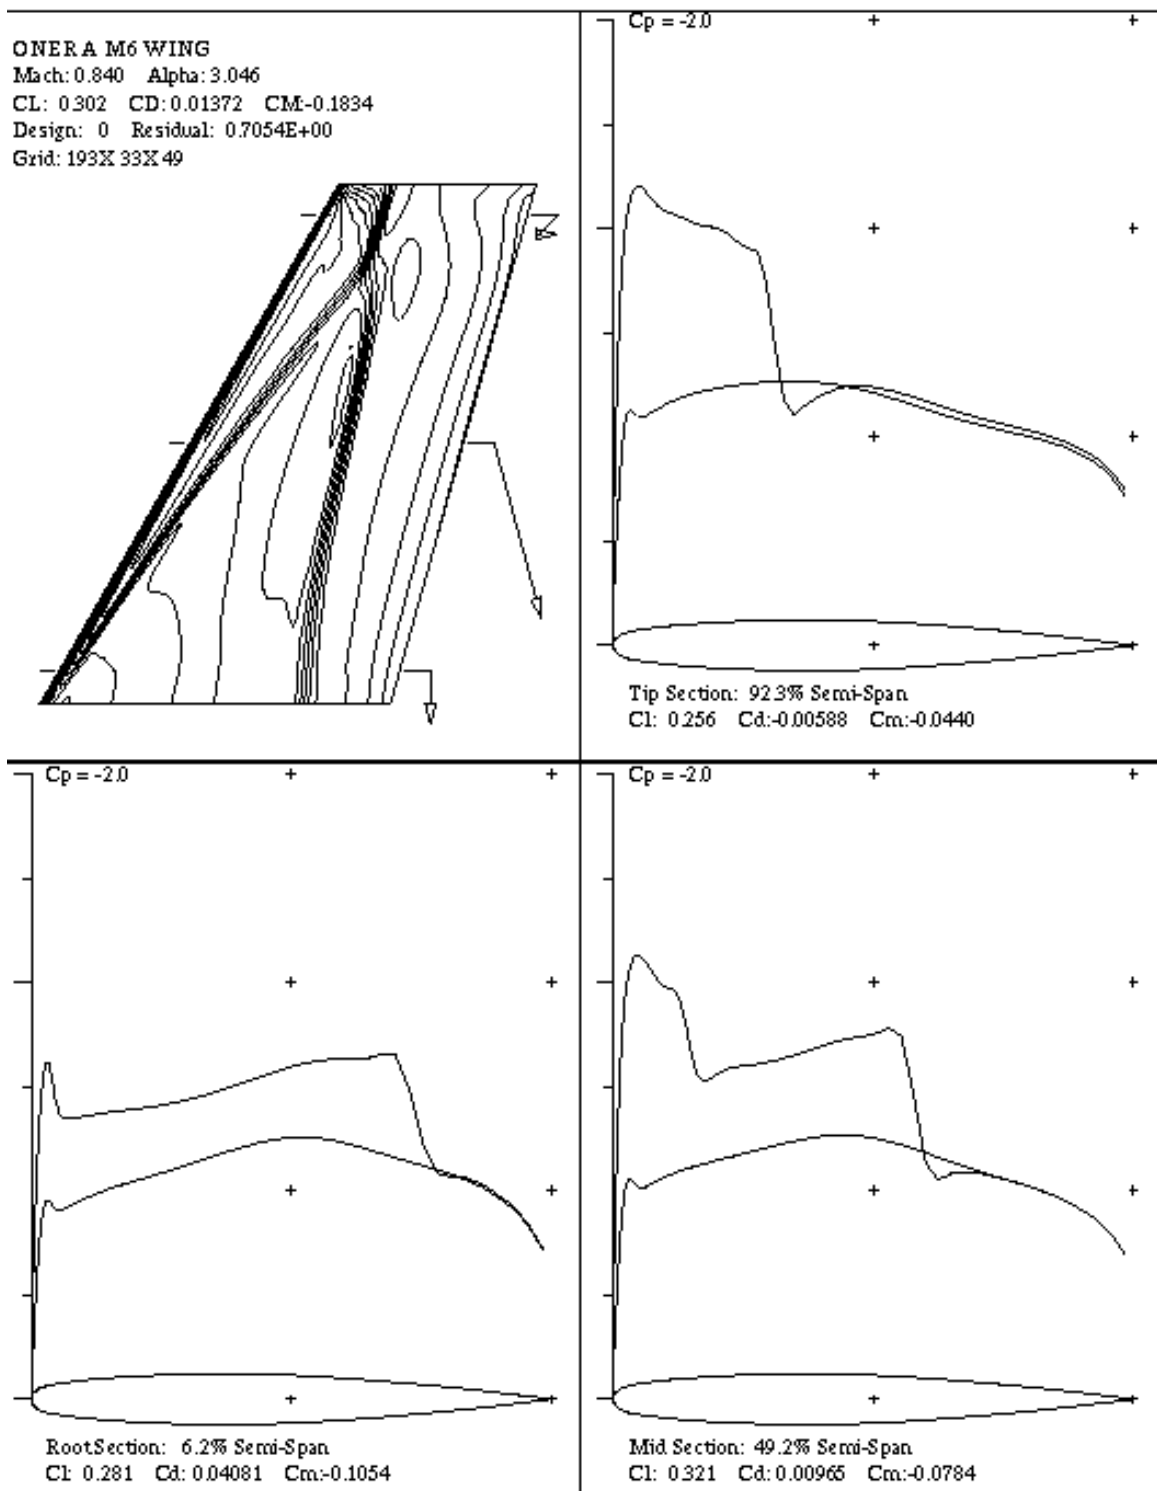 ONERA M6 WING
Mach: 0.840 Alpha: 3.046
CL: 0.302 CD: 0.01372 CM:-0.1834
Design: 0 Residual: 0.7054E+00
Grid: 193X 33X 49
Cp = -2.0
Tip Section: 92.3% Semi-Span
Cl: 0.256 Cd:-0.00588 Cm:-0.0440
Cp = -2.0
Root Section: 6.2% Semi-Span
Cl: 0.281 Cd: 0.04081 Cm:-0.1054
Cp = -2.0
Mid Section: 49.2% Semi-Span
Cl: 0.321 Cd: 0.00965 Cm:-0.0784